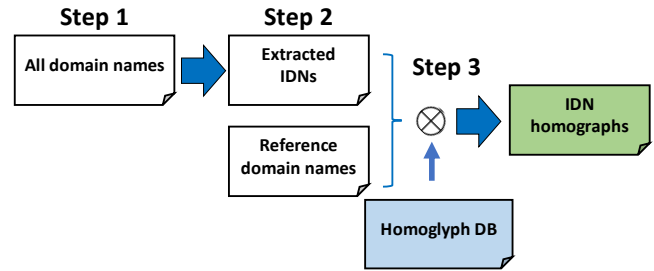 Step 1
Step 2
All domain names
Extracted
IDNs
Step 3
IDN
homographs
Reference
domain names
Homoglyph DB